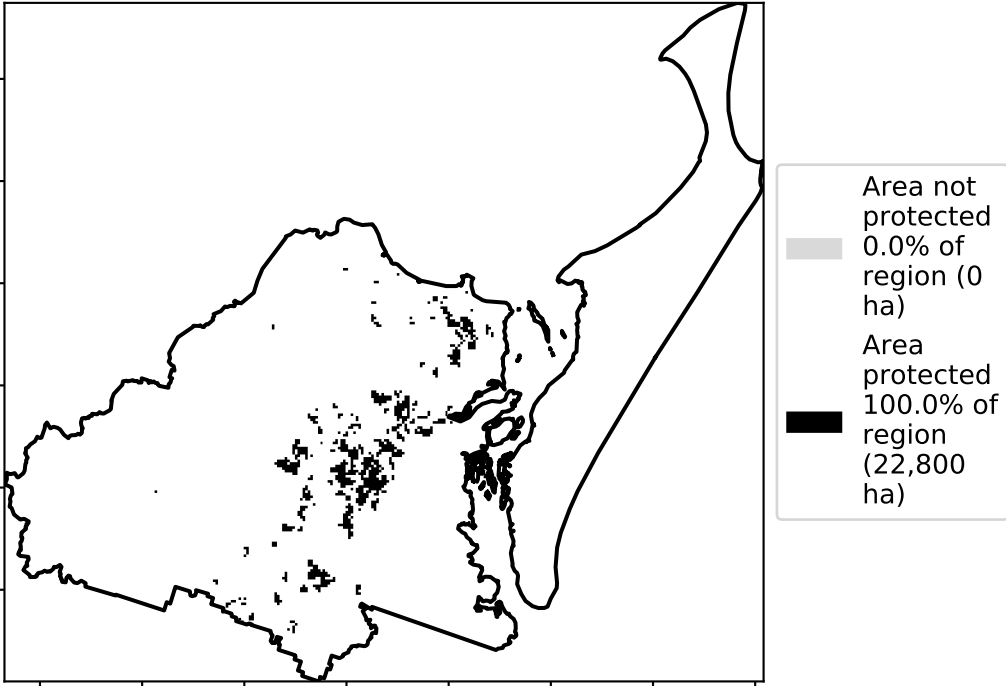 Area not
protected
0.0% of
region (0
ha)
Area
protected
100.0% of
region
(22,800
ha)